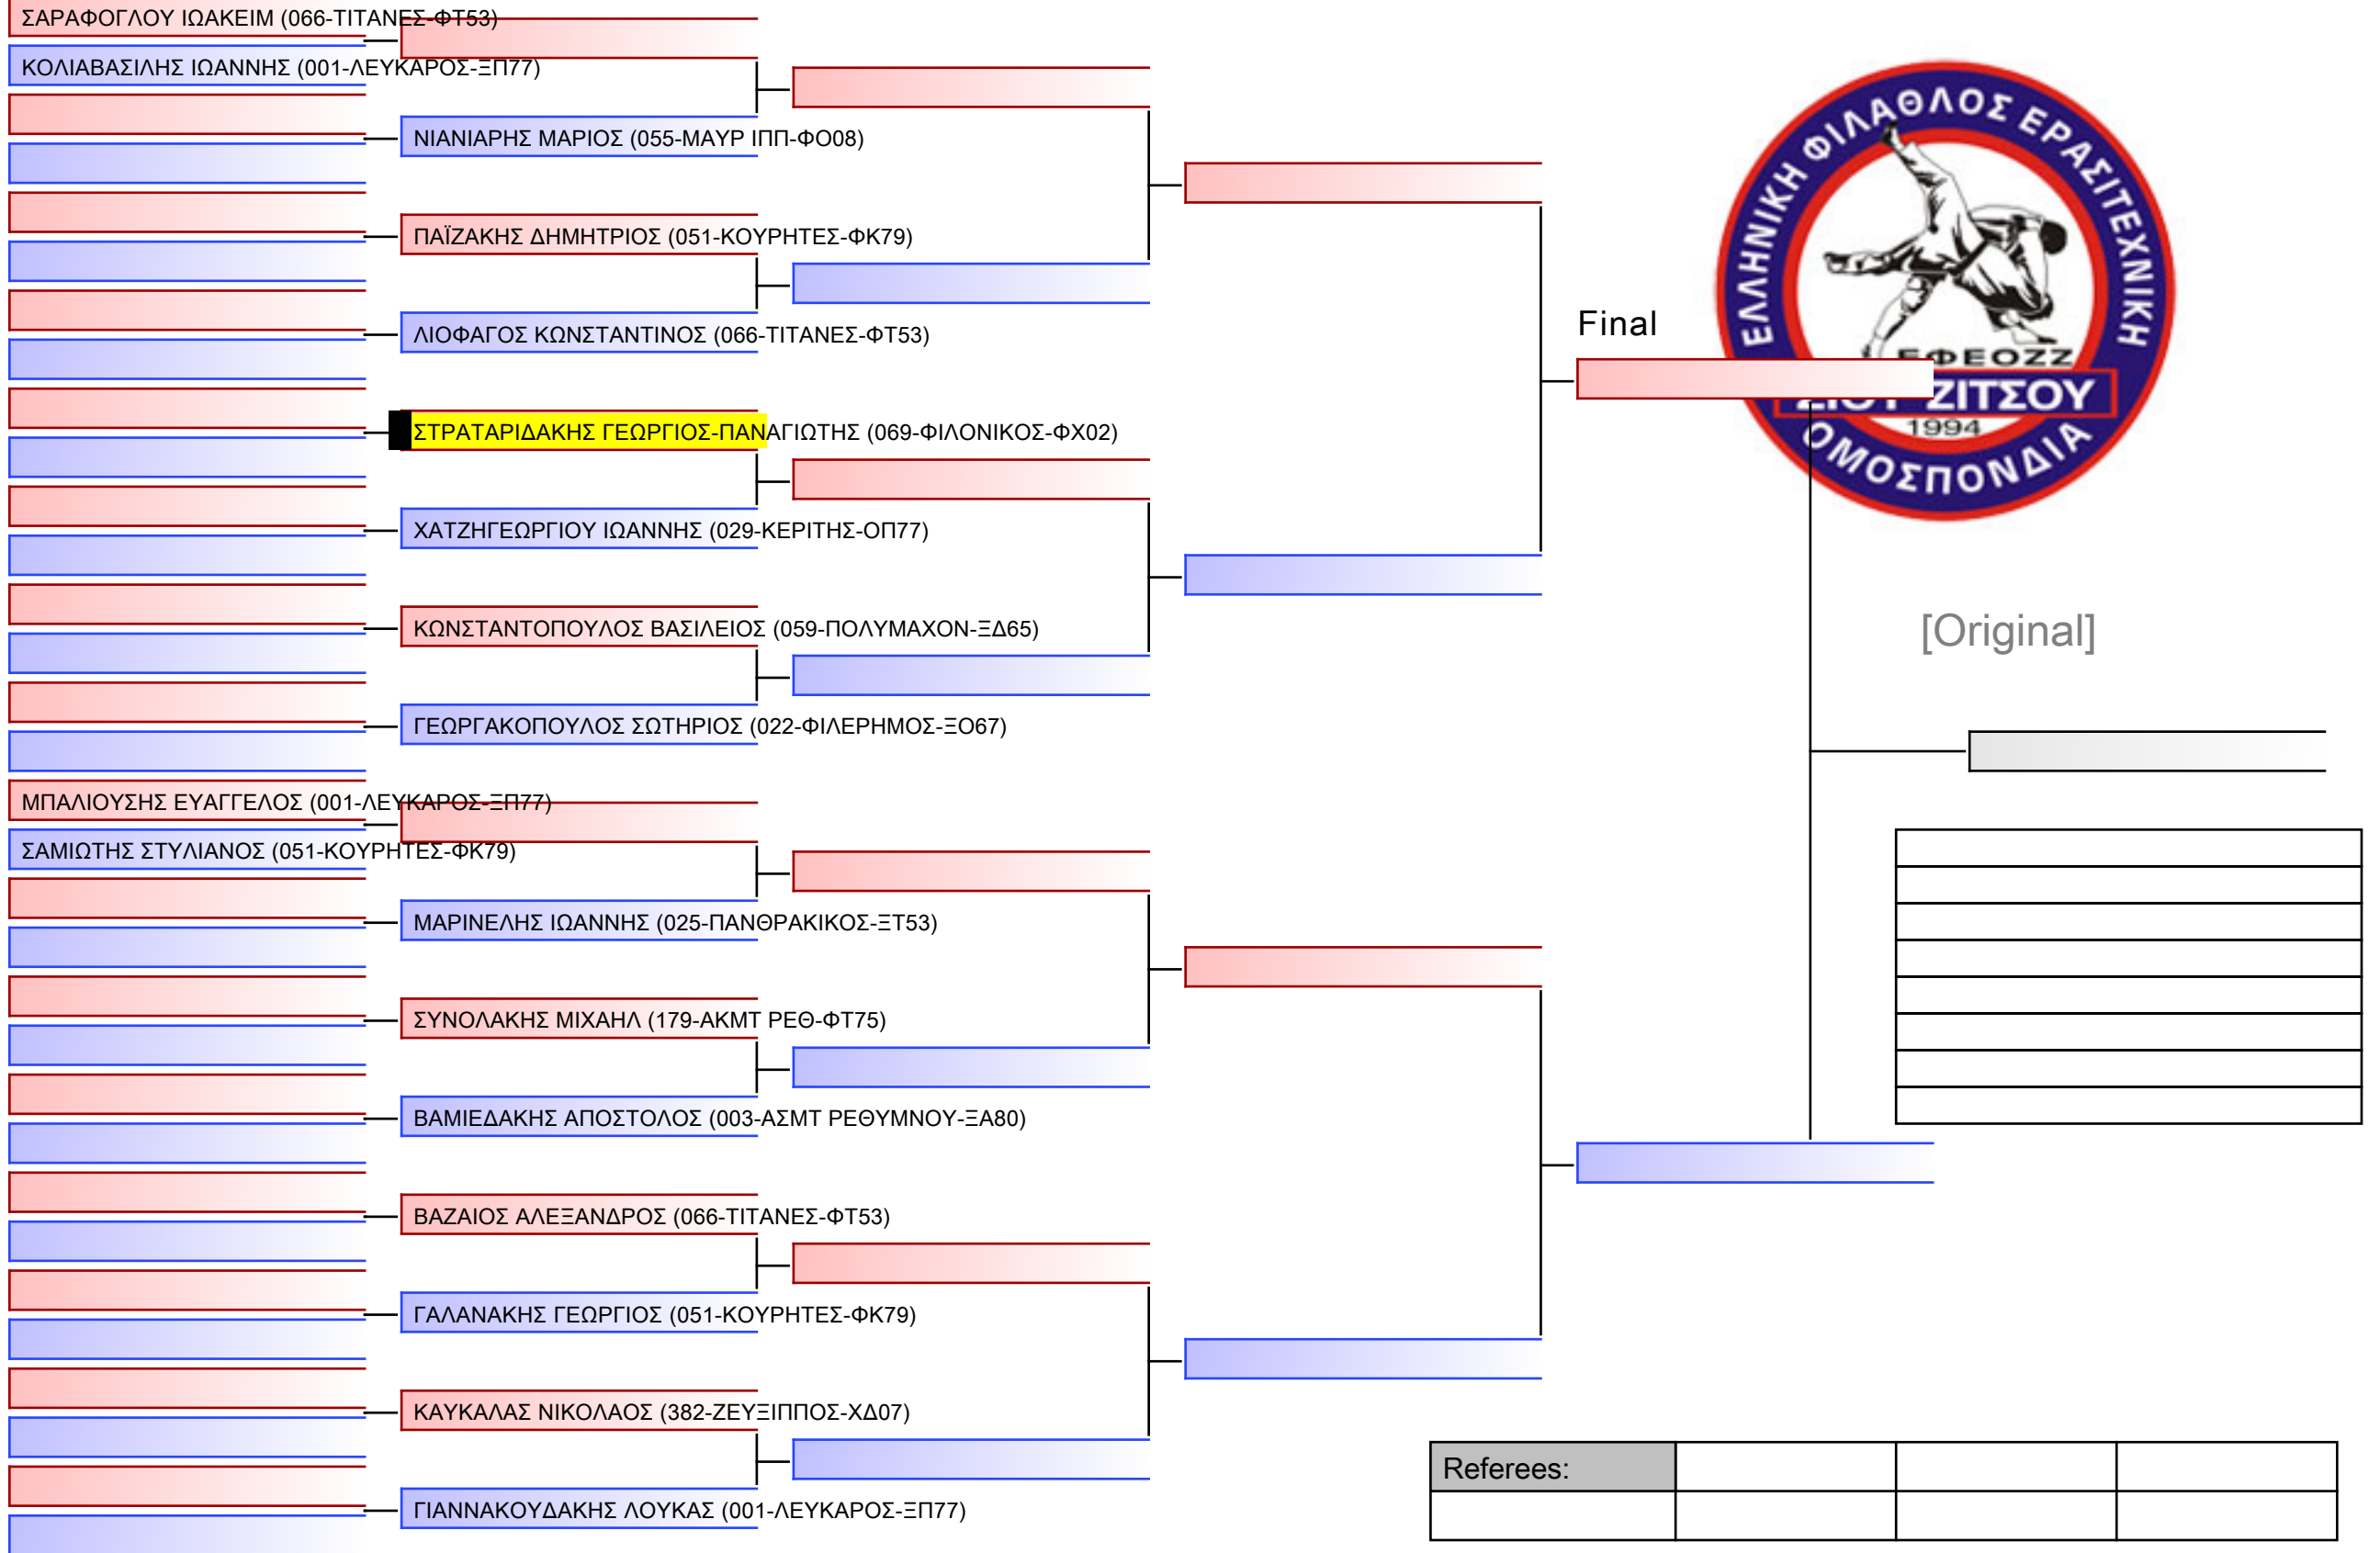 ΣΑΡΑΦΟΓΛΟΥ ΙΩΑΚΕΙΜ (066-ΤΙΤΑΝΕΣ-ΦΤ53)
ΚΟΛΙΑΒΑΣΙΛΗΣ ΙΩΑΝΝΗΣ (001-ΛΕΥΚΑΡΟΣ-ΞΠ77)
ΝΙΑΝΙΑΡΗΣ ΜΑΡΙΟΣ (055-ΜΑΥΡ ΙΠΠ-ΦΟ08)
ΠΑΪΖΑΚΗΣ ΔΗΜΗΤΡΙΟΣ (051-ΚΟΥΡΗΤΕΣ-ΦΚ79)
ΛΙΟΦΑΓΟΣ ΚΩΝΣΤΑΝΤΙΝΟΣ (066-ΤΙΤΑΝΕΣ-ΦΤ53)
ΣΤΡΑΤΑΡΙΔΑΚΗΣ ΓΕΩΡΓΙΟΣ-ΠΑΝΑΓΙΩΤΗΣ (069-ΦΙΛΟΝΙΚΟΣ-ΦΧ02)
ΧΑΤΖΗΓΕΩΡΓΙΟΥ ΙΩΑΝΝΗΣ (029-ΚΕΡΙΤΗΣ-ΟΠ77)
ΚΩΝΣΤΑΝΤΟΠΟΥΛΟΣ ΒΑΣΙΛΕΙΟΣ (059-ΠΟΛΥΜΑΧΟΝ-ΞΔ65)
ΓΕΩΡΓΑΚΟΠΟΥΛΟΣ ΣΩΤΗΡΙΟΣ (022-ΦΙΛΕΡΗΜΟΣ-ΞΟ67)
ΜΠΑΛΙΟΥΣΗΣ ΕΥΑΓΓΕΛΟΣ (001-ΛΕΥΚΑΡΟΣ-ΞΠ77)
ΣΑΜΙΩΤΗΣ ΣΤΥΛΙΑΝΟΣ (051-ΚΟΥΡΗΤΕΣ-ΦΚ79)
ΜΑΡΙΝΕΛΗΣ ΙΩΑΝΝΗΣ (025-ΠΑΝΘΡΑΚΙΚΟΣ-ΞΤ53)
ΣΥΝΟΛΑΚΗΣ ΜΙΧΑΗΛ (179-ΑΚΜΤ ΡΕΘ-ΦΤ75)
ΒΑΜΙΕΔΑΚΗΣ ΑΠΟΣΤΟΛΟΣ (003-ΑΣΜΤ ΡΕΘΥΜΝΟΥ-ΞΑ80)
ΒΑΖΑΙΟΣ ΑΛΕΞΑΝΔΡΟΣ (066-ΤΙΤΑΝΕΣ-ΦΤ53)
ΓΑΛΑΝΑΚΗΣ ΓΕΩΡΓΙΟΣ (051-ΚΟΥΡΗΤΕΣ-ΦΚ79)
ΚΑΥΚΑΛΑΣ ΝΙΚΟΛΑΟΣ (382-ΖΕΥΞΙΠΠΟΣ-ΧΔ07)
ΓΙΑΝΝΑΚΟΥΔΑΚΗΣ ΛΟΥΚΑΣ (001-ΛΕΥΚΑΡΟΣ-ΞΠ77)
Final
ΕΛΛΗΝΙΚΗ ΦΙΛΑΘΛΟΣ ΕΡΑΣΙΤΕΧΝΙΚΗ
ΕΦΕΟΖΖ
ΖΙΤΣΟΥ
1994
ΟΜΟΣΠΟΝΔΙΑ
[Original]
Referees: